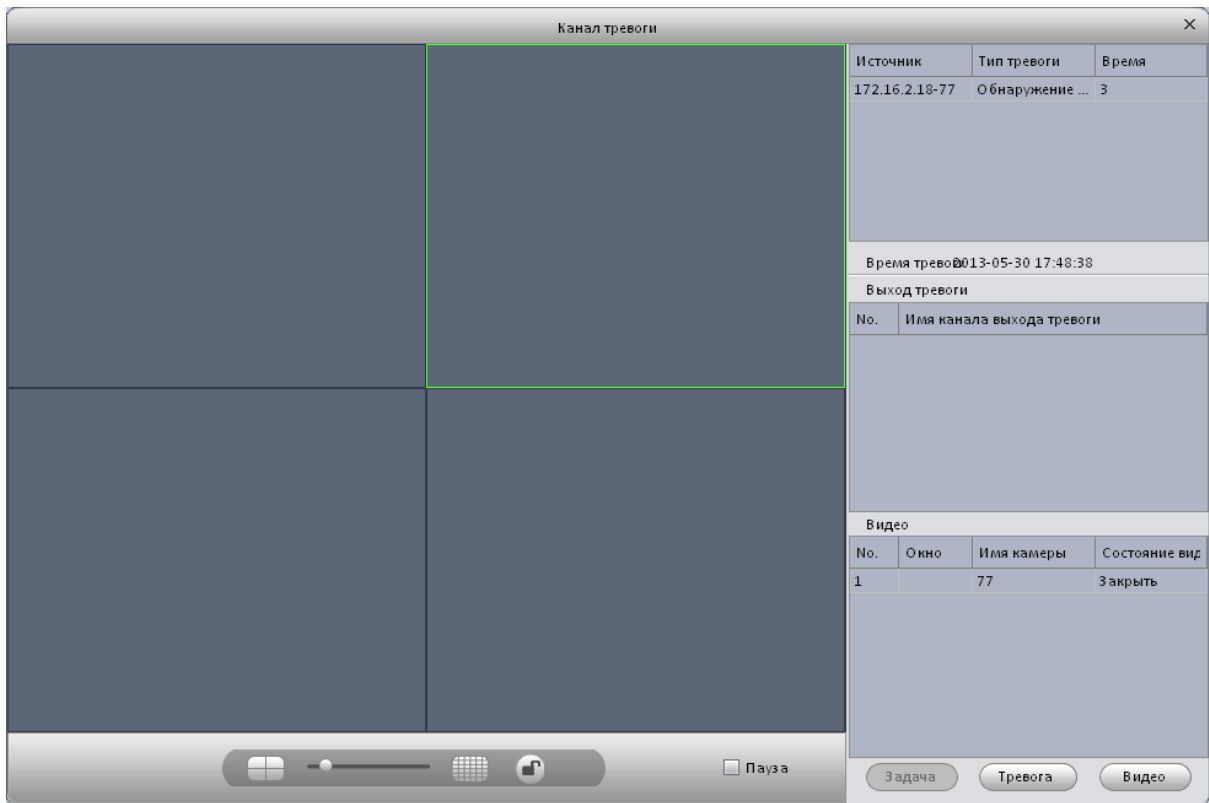 Канал тревоги
Источник Тип тревоги Время
172.16.2.18-77 Обнаружение ... 3
Время тревоги 2013-05-30 17:48:38
Выход тревоги
No. Имя канала выхода тревоги
Видео
No. Окно Имя камеры Состояние вид
1 77 Закрыть
Пауза
Задача Тревога Видео